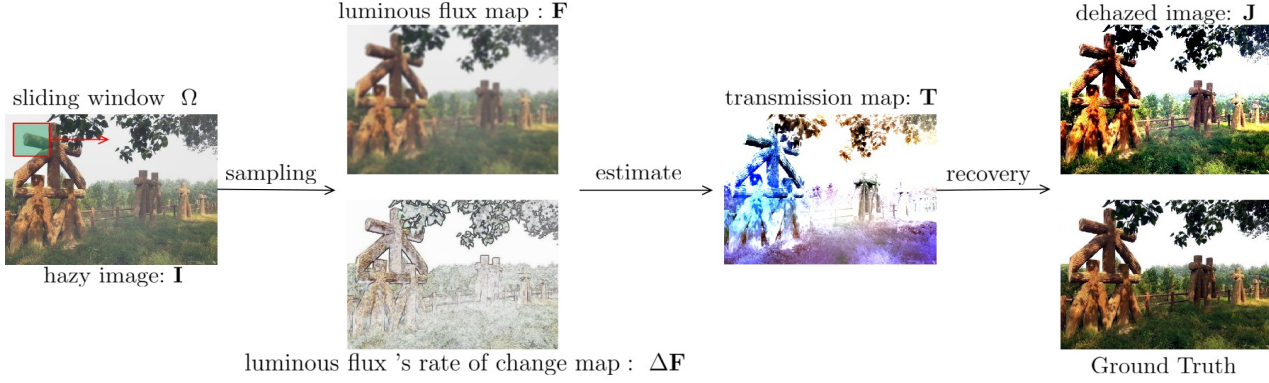 luminous flux map : F
dehazed image: J
sliding window Ω
transmission map: T
sampling
estimate
recovery
hazy image: I
luminous flux 's rate of change map : ΔF
Ground Truth